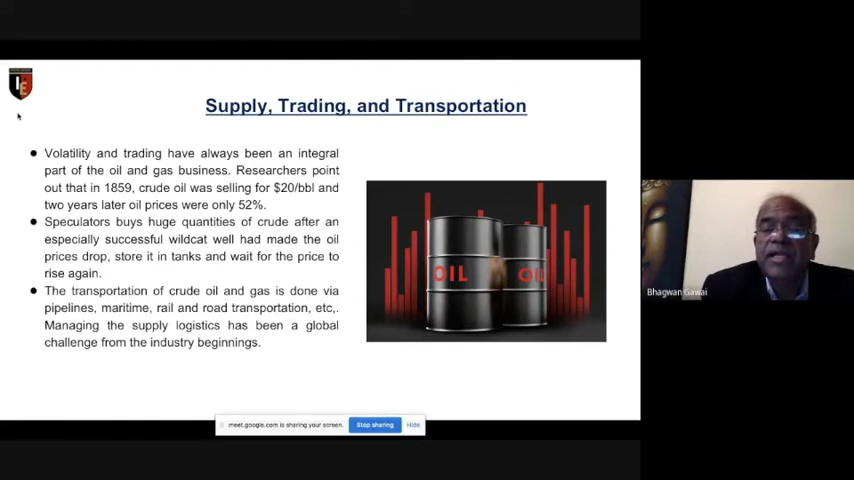 IE
Supply, Trading, and Transportation
● Volatility and trading have always been an integral
part of the oil and gas business. Researchers point
out that in 1859, crude oil was selling for $20/bbl and
two years later oil prices were only 52%.
● Speculators buys huge quantities of crude after an
especially successful wildcat well had made the oil
prices drop, store it in tanks and wait for the price to
rise again.
● The transportation of crude oil and gas is done via
pipelines, maritime, rail and road transportation, etc,.
Managing the supply logistics has been a global
challenge from the industry beginnings.
OIL
OIL
Bhagwan Gawai
meet.google.com is sharing your screen.
Stop sharing
Hide